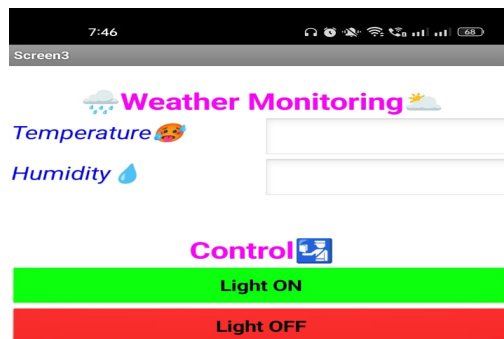 7:46 68
Screen3
🌧️Weather Monitoring🌥️
Temperature🥵
Humidity💧
Control🛂
Light ON
Light OFF